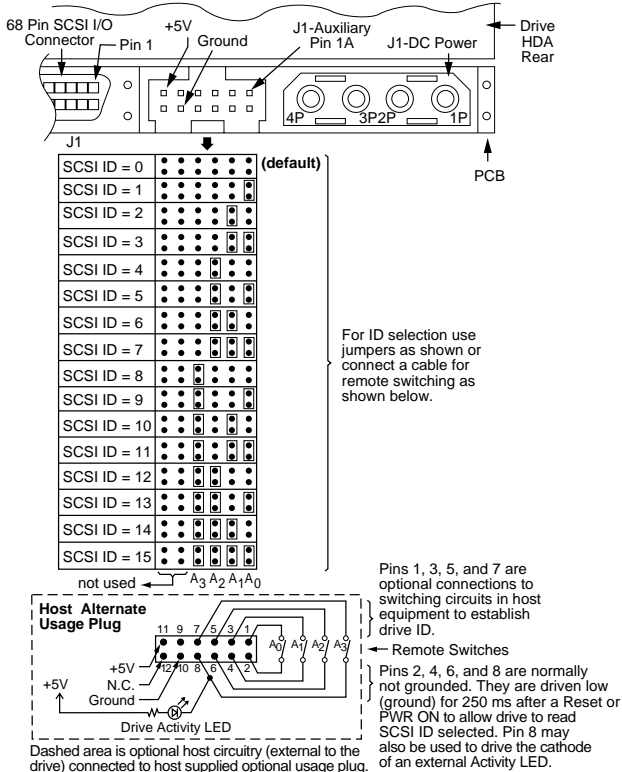 68 Pin SCSI I/O
Connector
Pin 1
+5V
Ground
J1-Auxiliary
Pin 1A
J1-DC Power
Drive
HDA
Rear
4P
3P
2P
1P
J1
PCB
SCSI ID = 0
(default)
SCSI ID = 1
SCSI ID = 2
SCSI ID = 3
SCSI ID = 4
SCSI ID = 5
SCSI ID = 6
SCSI ID = 7
SCSI ID = 8
SCSI ID = 9
SCSI ID = 10
SCSI ID = 11
SCSI ID = 12
SCSI ID = 13
SCSI ID = 14
SCSI ID = 15
For ID selection use
jumpers as shown or
connect a cable for
remote switching as
shown below.
not used
A3 A2 A1 A0
Host Alternate
Usage Plug
11 9 7 5 3 1
12 10 8 6 4 2
A0 A1 A2 A3
+5V
N.C.
Ground
+5V
Drive Activity LED
Pins 1, 3, 5, and 7 are
optional connections to
switching circuits in host
equipment to establish
drive ID.
Remote Switches
Pins 2, 4, 6, and 8 are normally
not grounded. They are driven low
(ground) for 250 ms after a Reset or
PWR ON to allow drive to read
SCSI ID selected. Pin 8 may
also be used to drive the cathode
of an external Activity LED.
Dashed area is optional host circuitry (external to the
drive) connected to host supplied optional usage plug.